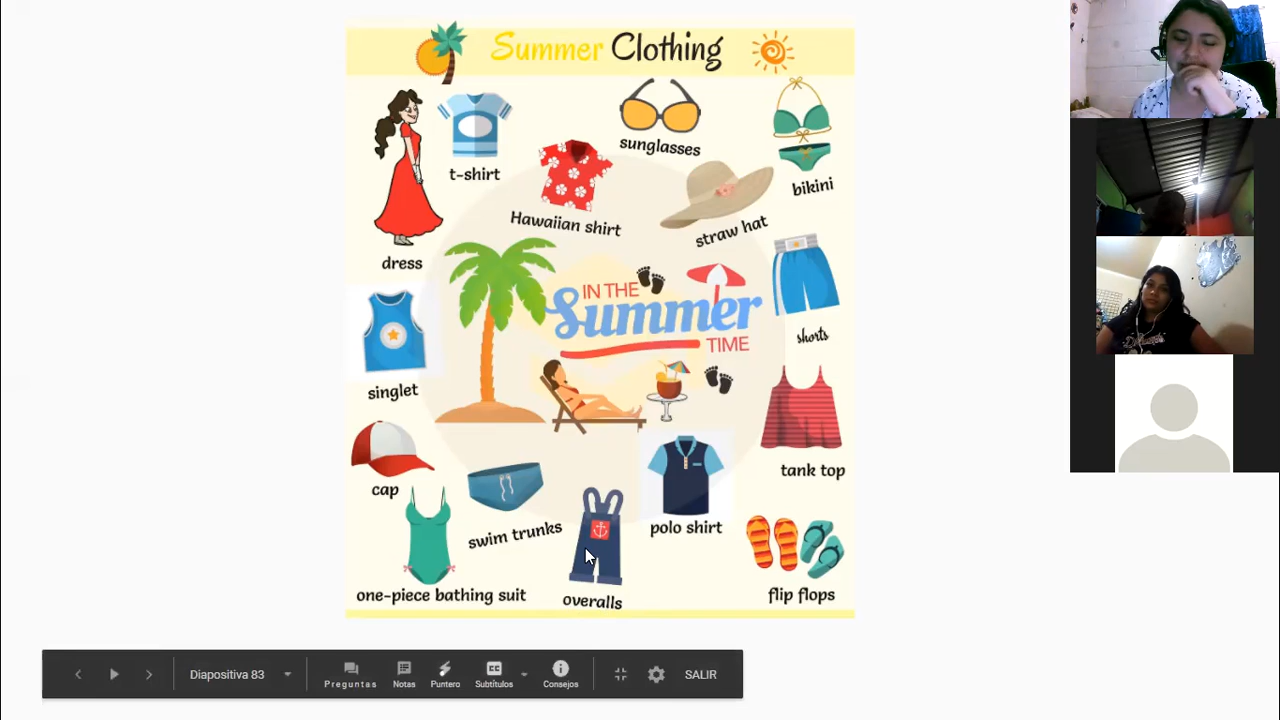 Summer Clothing
t-shirt
sunglasses
bikini
Hawaiian shirt
straw hat
dress
IN THE
Summer
TIME
shorts
singlet
tank top
cap
swim trunks
polo shirt
one-piece bathing suit
overalls
flip flops
Diapositiva 83
Preguntas
Notas
Puntero
Subtítulos
Consejos
SALIR